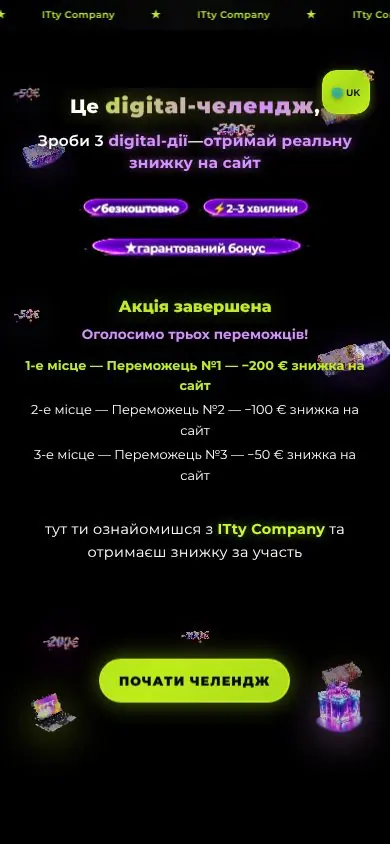 ★ ITty Company ★ ITty Company ★ ITty Co
-50€
UK
Це digital-челендж,
-200€
Зроби 3 digital-дії—отримай реальну
знижку на сайт
✓безкоштовно ⚡2–3 хвилини
★гарантований бонус
Акція завершена
-50€
Оголосимо трьох переможців!
1-е місце — Переможець №1 — −200 € знижка на
сайт
2-е місце — Переможець №2 — −100 € знижка на
сайт
3-е місце — Переможець №3 — −50 € знижка на
сайт
тут ти ознайомишся з ITty Company та
отримаєш знижку за участь
-200€
ПОЧАТИ ЧЕЛЕНДЖ